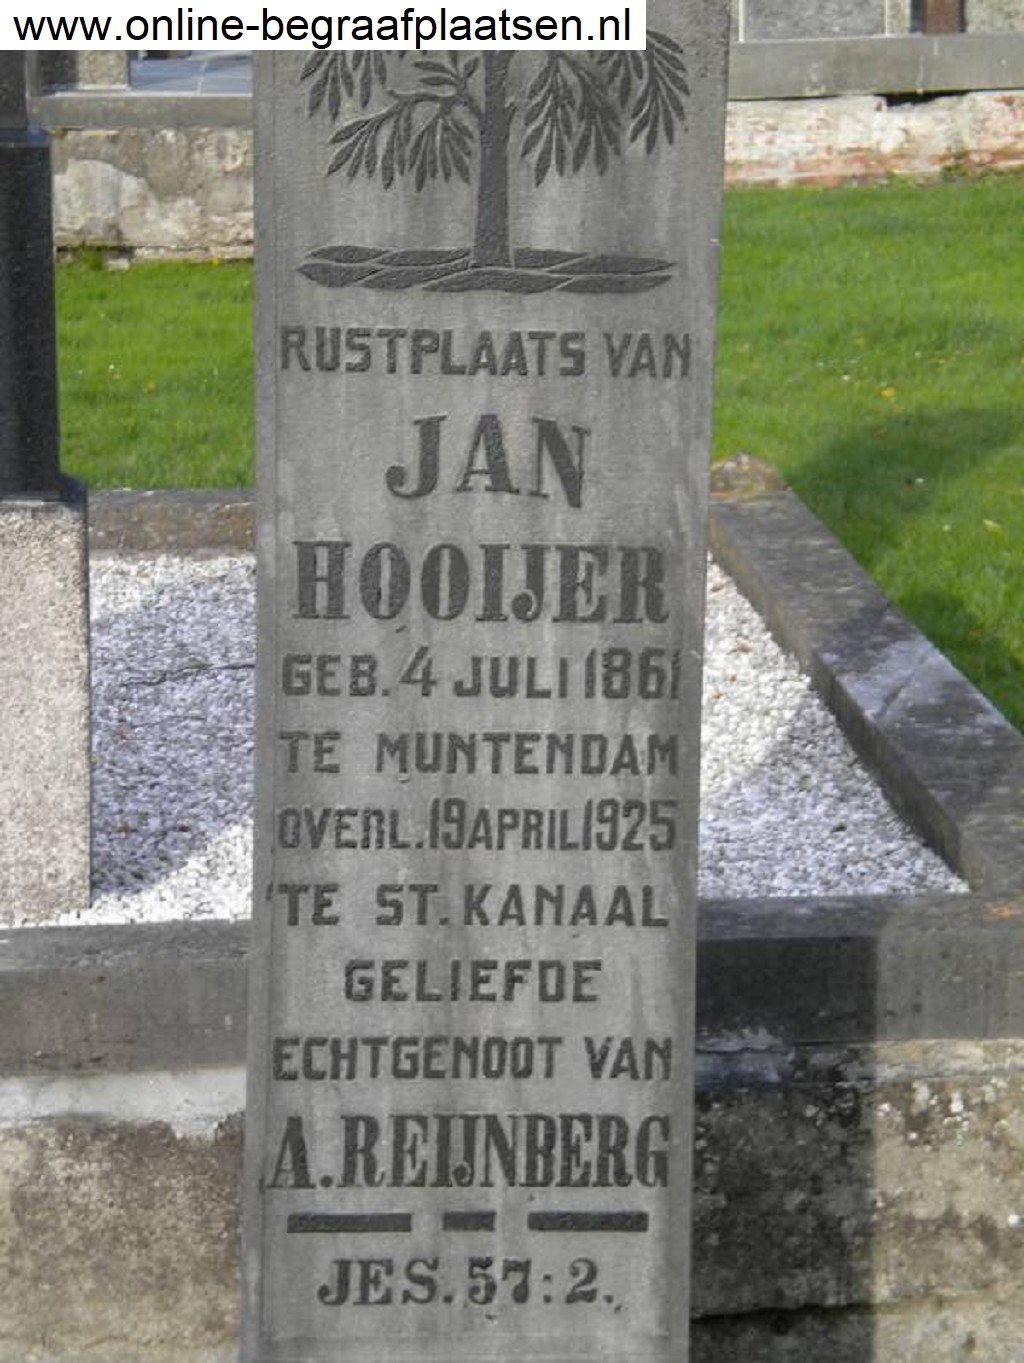 www.online-begraafplaatsen.nl
RUSTPLAATS VAN
JAN
HOOIJER
GEB. 4 JULI 1861
TE MUNTENDAM
OVERL. 19 APRIL 1925
TE ST. KANAAL
GELIEFDE
ECHTGENOOT VAN
A. REIJNBERG
JES. 57:2.